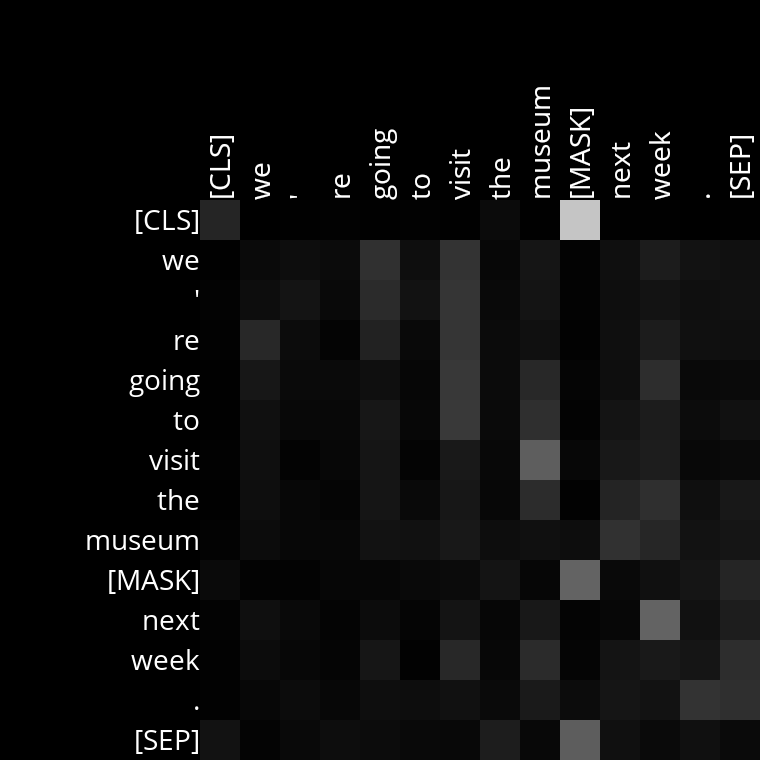 [CLS] we ' re going to visit the museum [MASK] next week . [SEP]
[CLS]
we
'
re
going
to
visit
the
museum
[MASK]
next
week
.
[SEP]